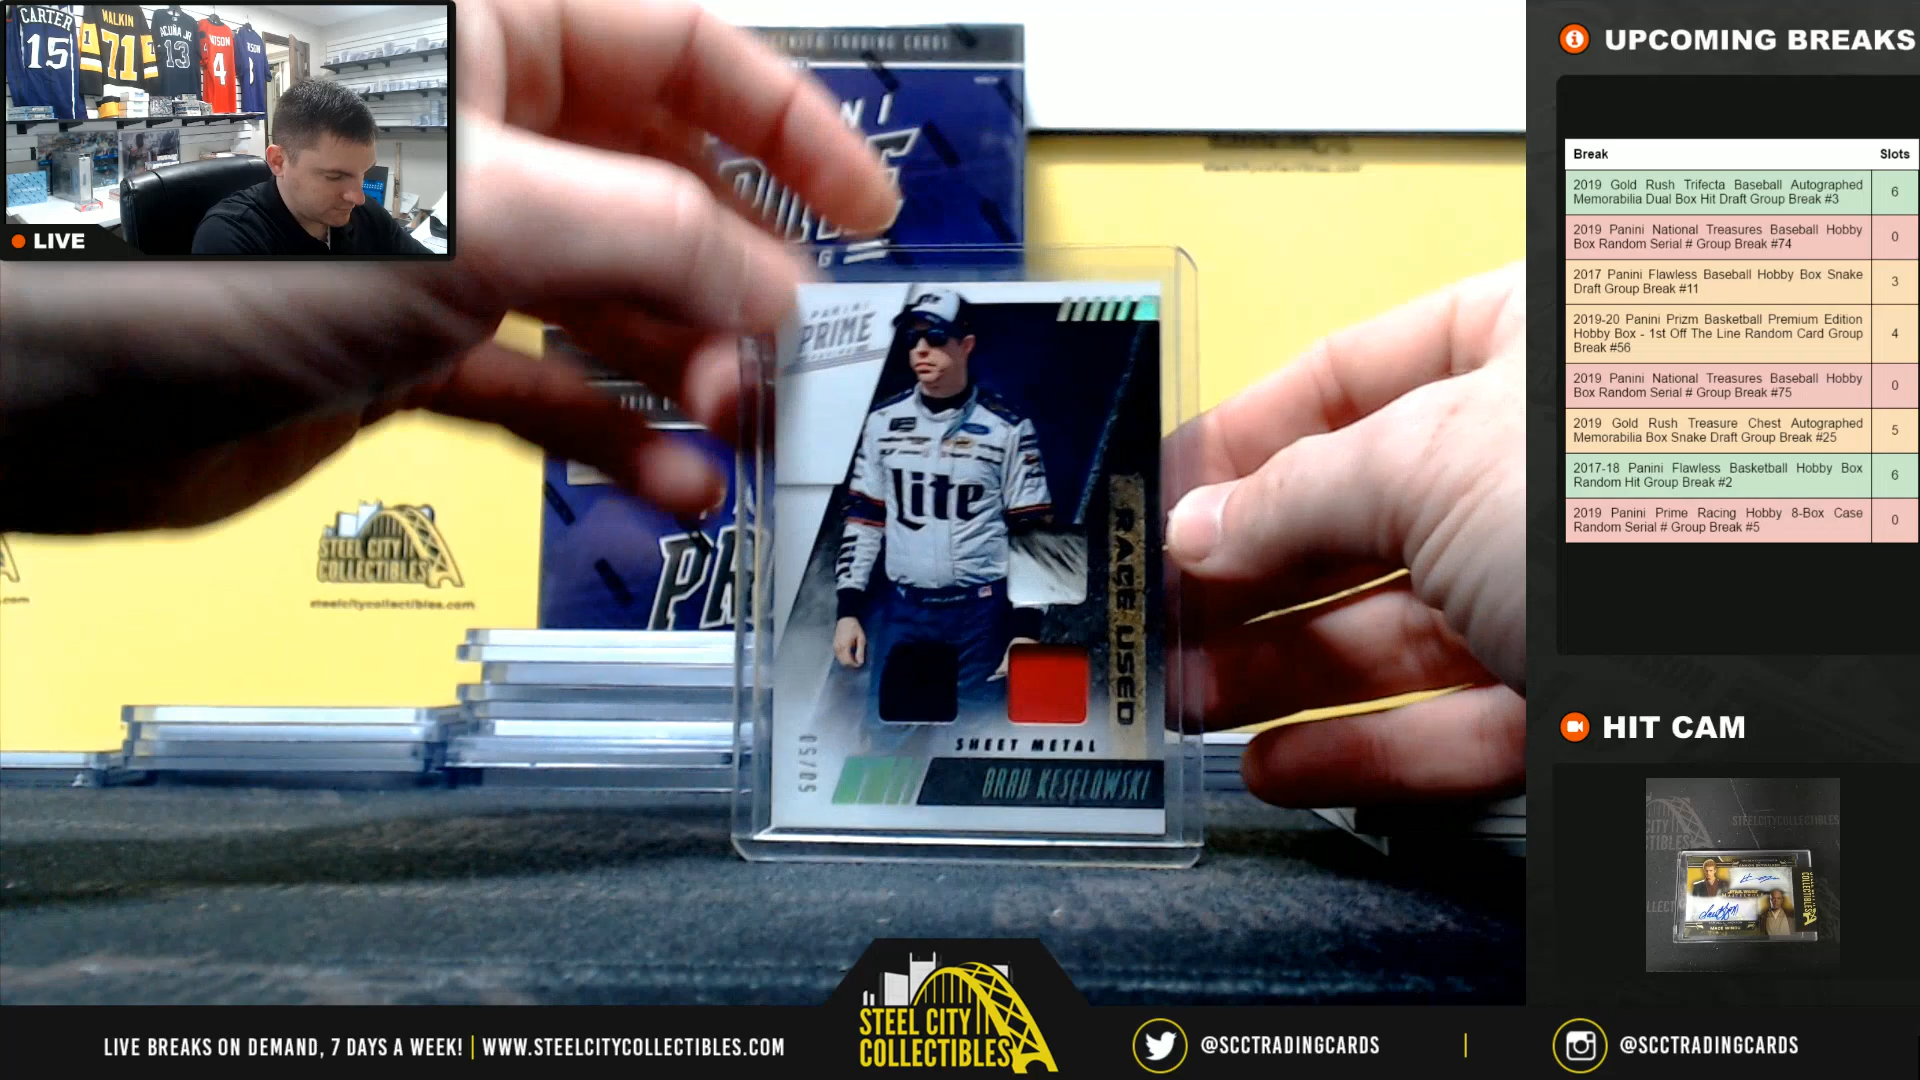 CARTER
15
MALKIN
71
ACUÑA JR
13
4
LIVE
PANINI
PRIME
Lite
RACE USED
SHEET METAL
BRAD KESELOWSKI
50/50
STEEL CITY
COLLECTIBLES
steelcitycollectibles.com
UPCOMING BREAKS
Break Slots
2019 Gold Rush Trifecta Baseball Autographed
Memorabilia Dual Box Hit Draft Group Break #3 6
2019 Panini National Treasures Baseball Hobby
Box Random Serial # Group Break #74 0
2017 Panini Flawless Baseball Hobby Box Snake
Draft Group Break #11 3
2019-20 Panini Prizm Basketball Premium Edition
Hobby Box - 1st Off The Line Random Card Group
Break #56 4
2019 Panini National Treasures Baseball Hobby
Box Random Serial # Group Break #75 0
2019 Gold Rush Treasure Chest Autographed
Memorabilia Box Snake Draft Group Break #25 5
2017-18 Panini Flawless Basketball Hobby Box
Random Hit Group Break #2 6
2019 Panini Prime Racing Hobby 8-Box Case
Random Serial # Group Break #5 0
HIT CAM
LIVE BREAKS ON DEMAND, 7 DAYS A WEEK! | WWW.STEELCITYCOLLECTIBLES.COM
STEEL CITY
COLLECTIBLES
@SCCTRADINGCARDS
@SCCTRADINGCARDS